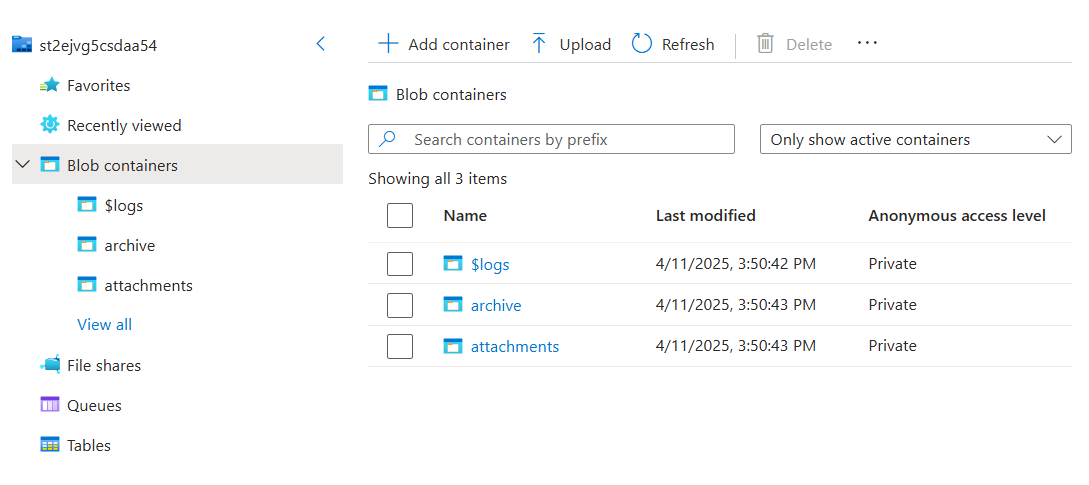 st2ejvg5csdaa54
Favorites
Recently viewed
Blob containers
$logs
archive
attachments
View all
File shares
Queues
Tables
Add container Upload Refresh Delete ...
Blob containers
Search containers by prefix Only show active containers
Showing all 3 items
Name Last modified Anonymous access level
$logs 4/11/2025, 3:50:42 PM Private
archive 4/11/2025, 3:50:43 PM Private
attachments 4/11/2025, 3:50:43 PM Private